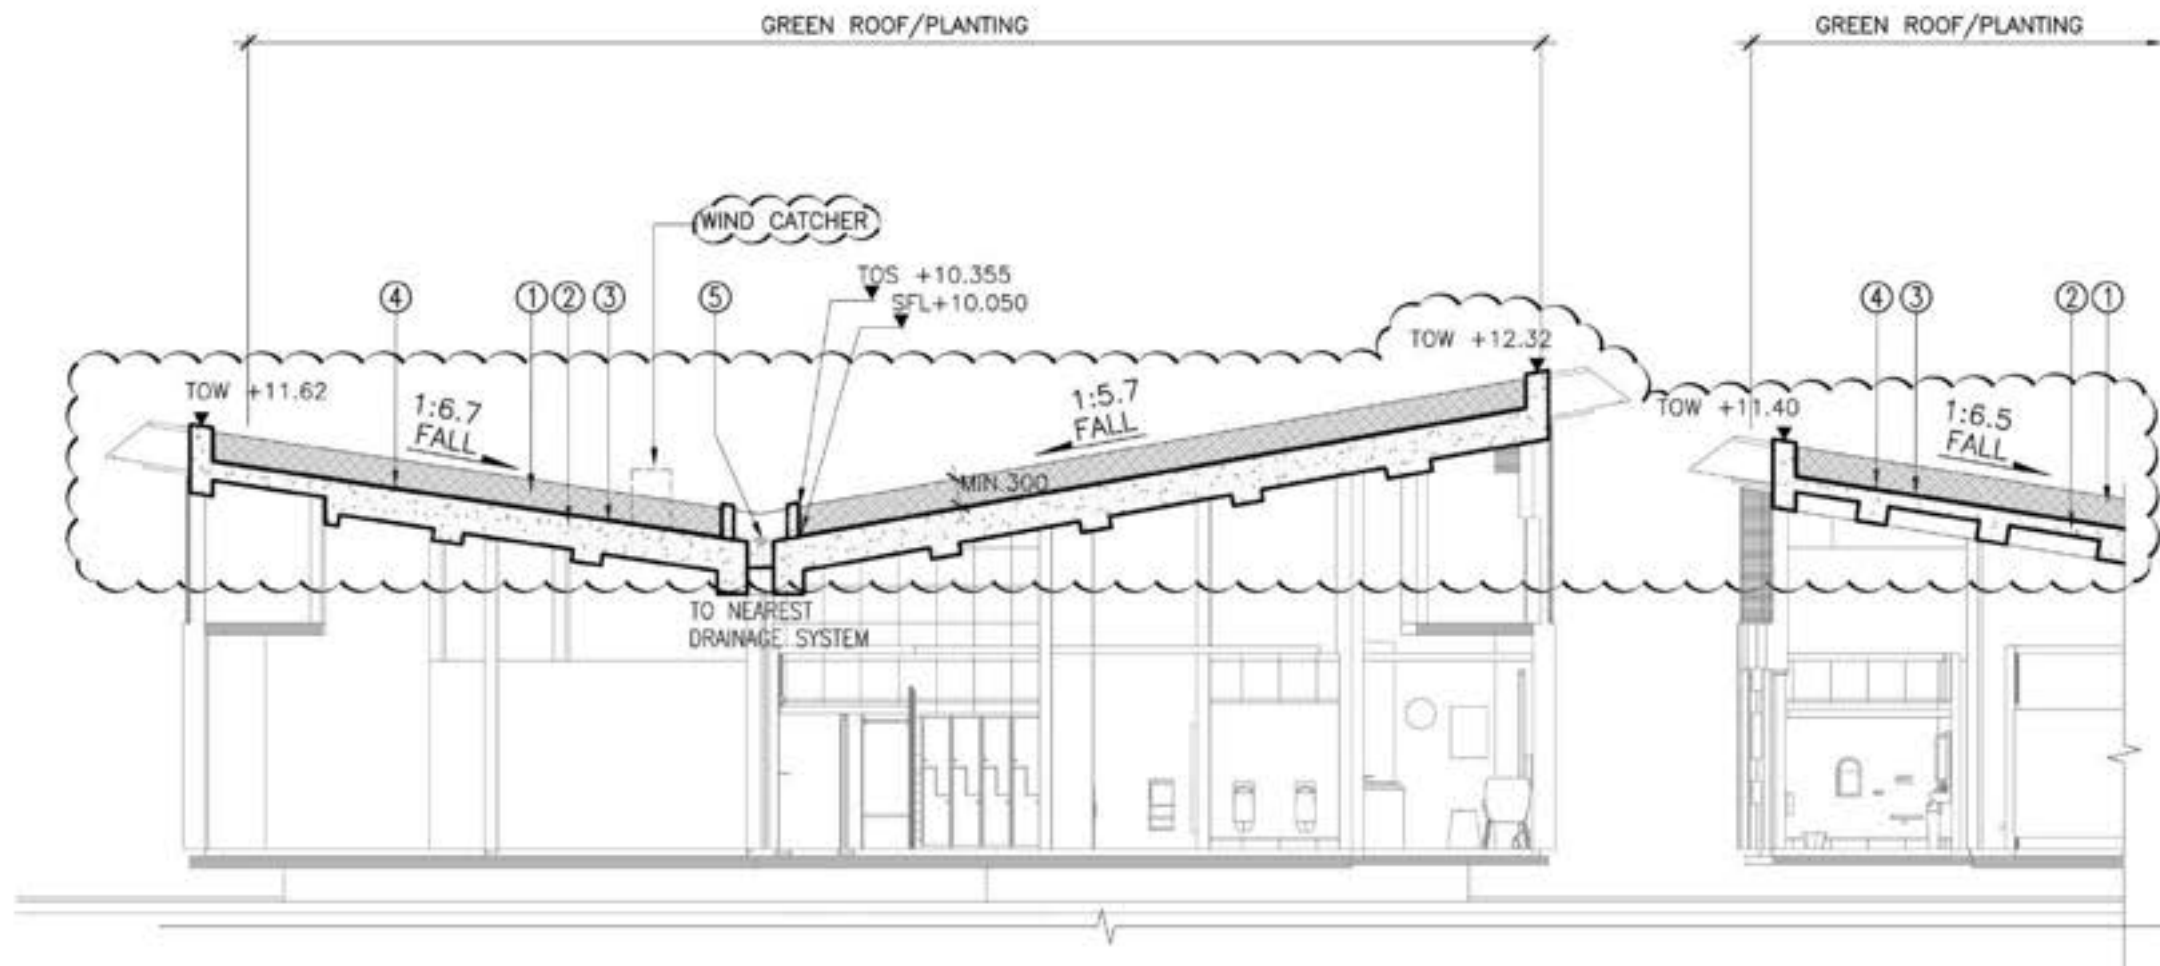 GREEN ROOF/PLANTING
GREEN ROOF/PLANTING
WIND CATCHER
TOS +10.355
SFL+10.050
4
1
2
3
5
4
3
2
1
TOW +12.32
TOW +11.62
1:6.7
FALL
1:5.7
FALL
TOW +11.40
1:6.5
FALL
MIN.300
TO NEAREST
DRAINAGE SYSTEM